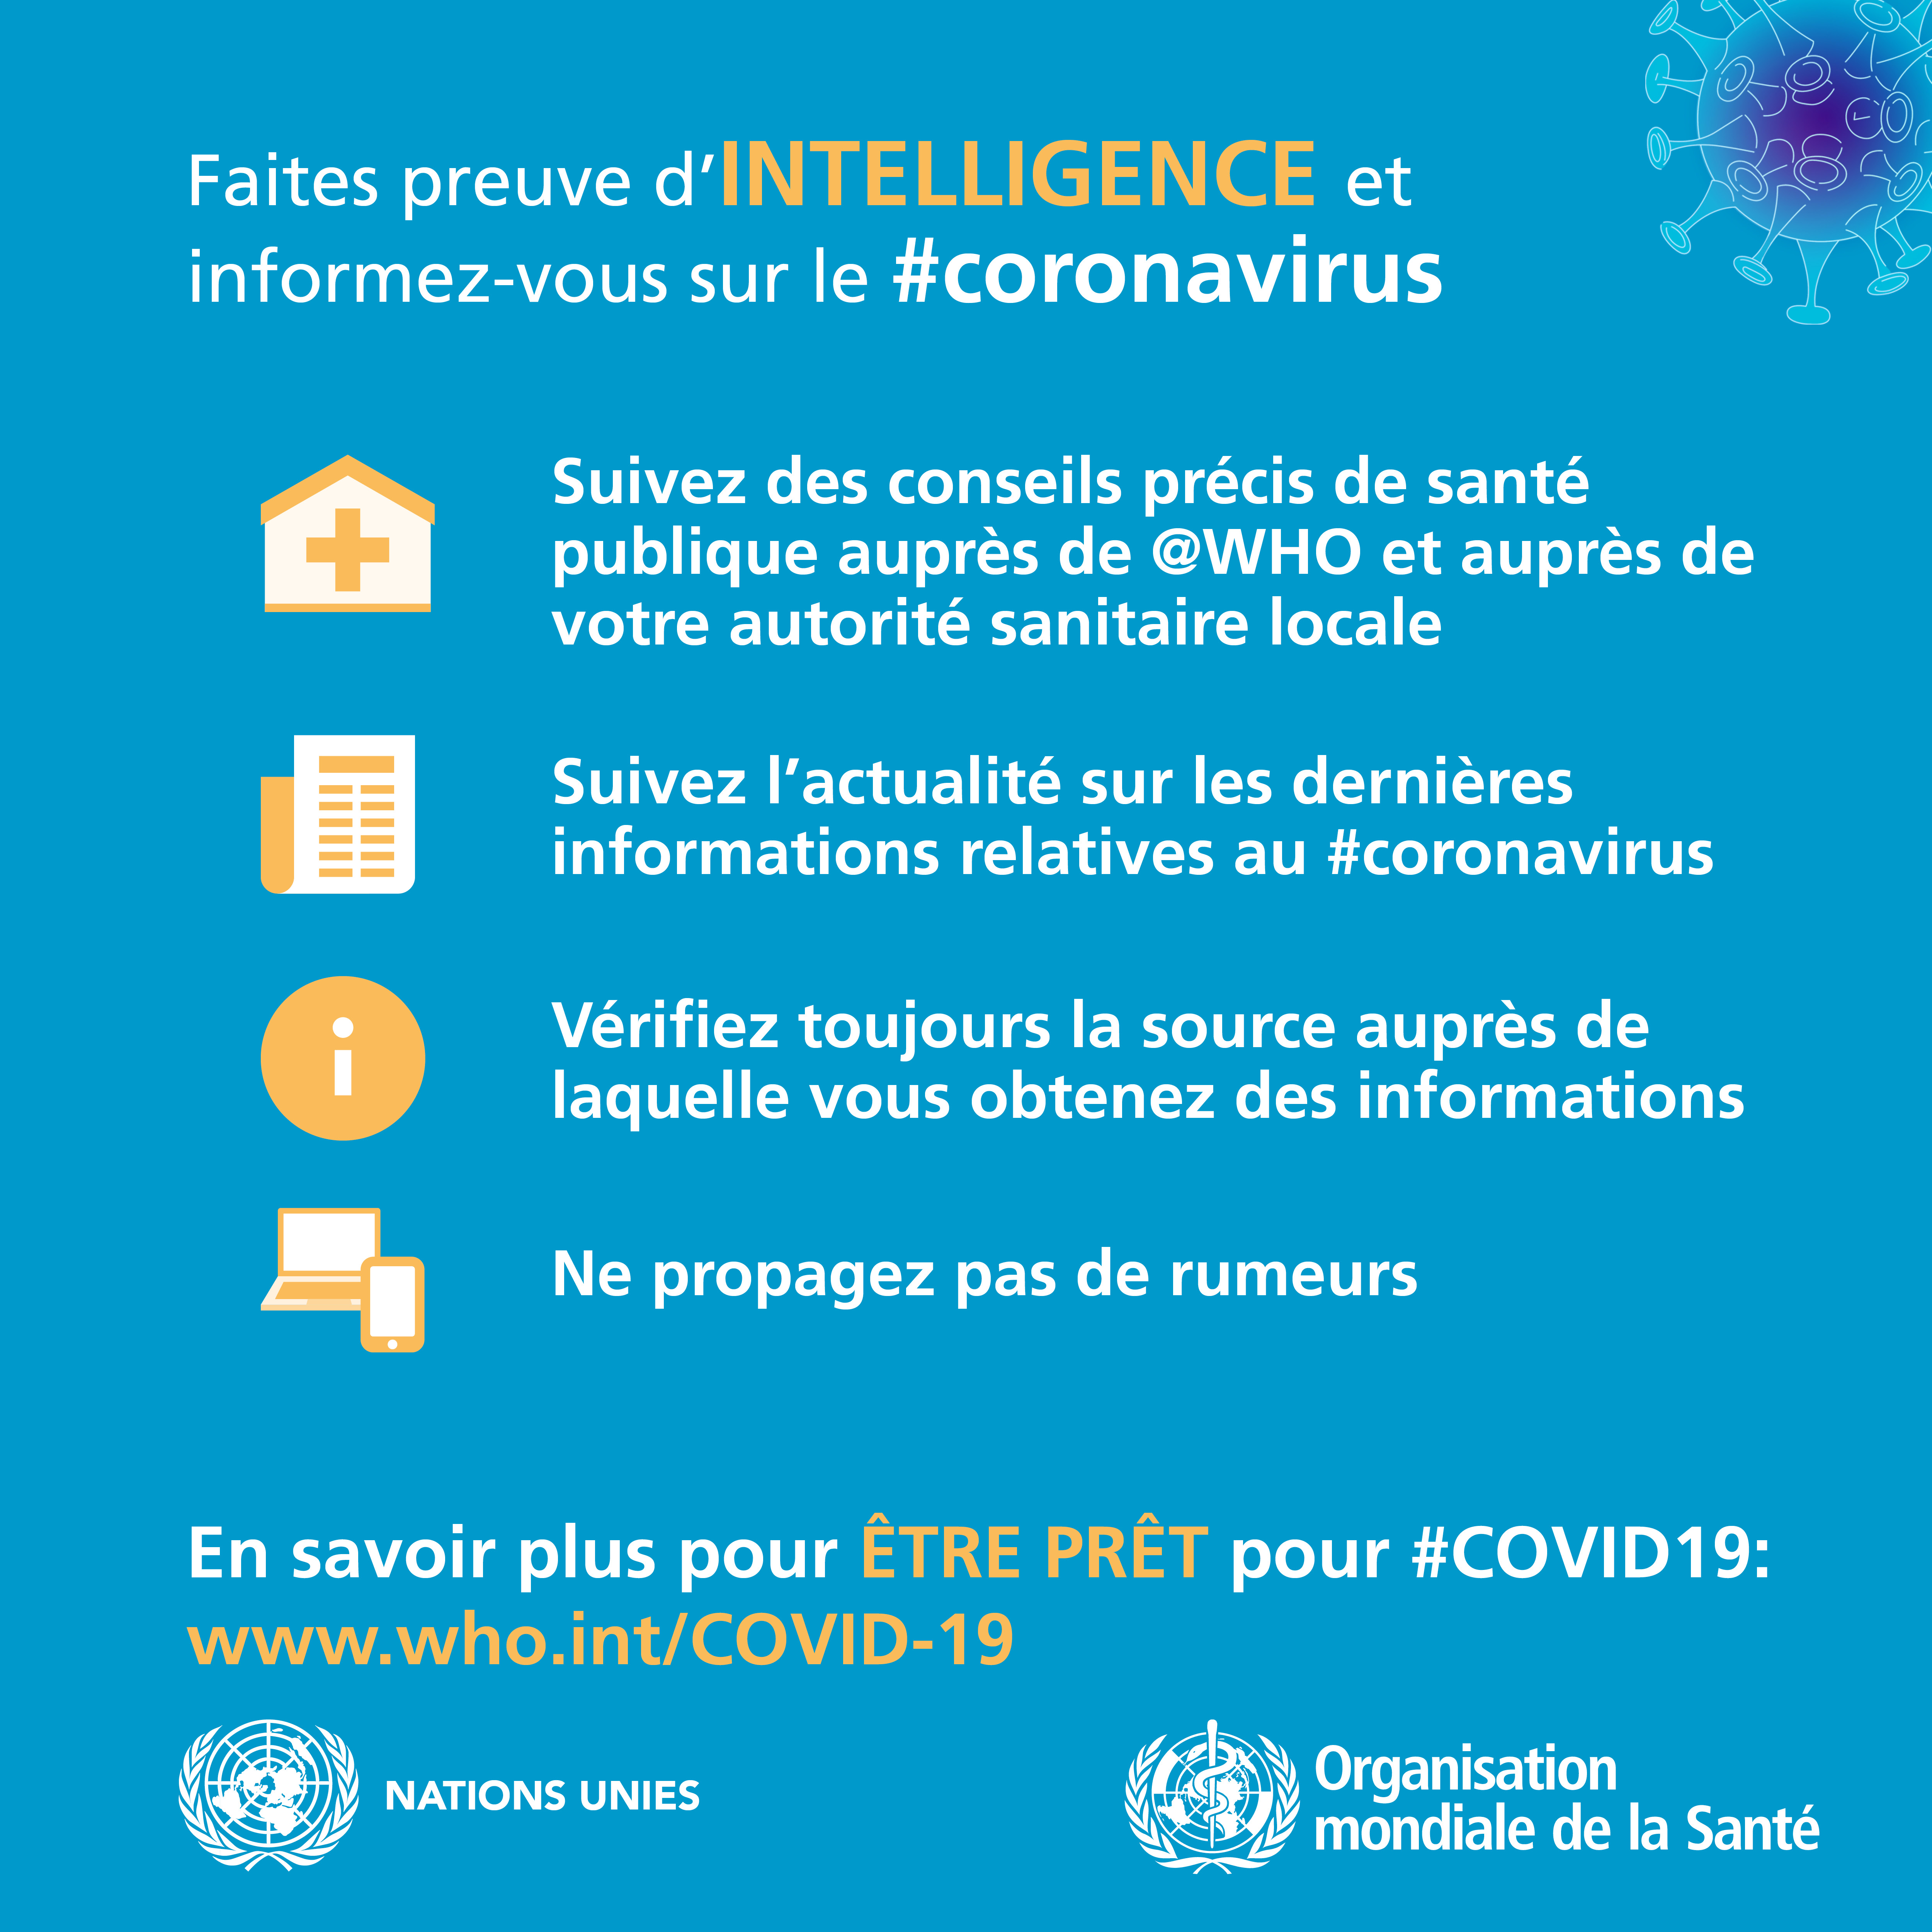 Faites preuve d’INTELLIGENCE et
informez-vous sur le #coronavirus
Suivez des conseils précis de santé
publique auprès de @WHO et auprès de
votre autorité sanitaire locale
Suivez l’actualité sur les dernières
informations relatives au #coronavirus
Vérifiez toujours la source auprès de
laquelle vous obtenez des informations
Ne propagez pas de rumeurs
En savoir plus pour ÊTRE PRÊT pour #COVID19:
www.who.int/COVID-19
NATIONS UNIES
Organisation
mondiale de la Santé